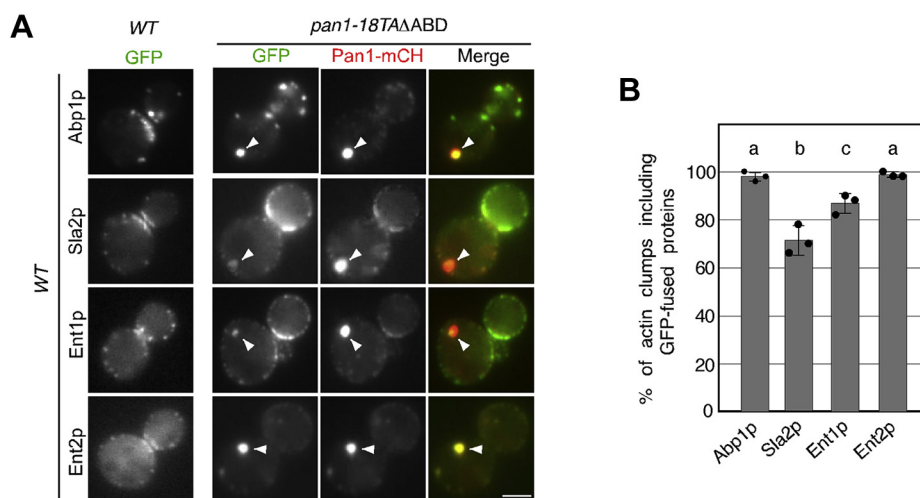 A
WT
pan1-18TAΔABD
GFP
GFP
Pan1-mCH
Merge
WT
Abp1p
Sla2p
Ent1p
Ent2p
B
% of actin clumps including
GFP-fused proteins
100
80
60
40
20
0
a
b
c
a
Abp1p
Sla2p
Ent1p
Ent2p